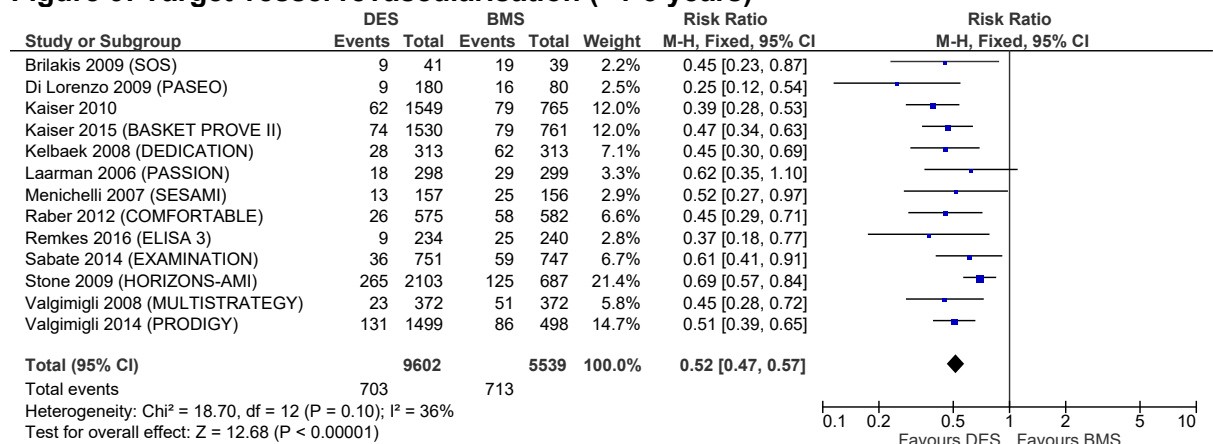 DES BMS Risk Ratio Risk Ratio
Study or Subgroup Events Total Events Total Weight M-H, Fixed, 95% CI M-H, Fixed, 95% CI
Brilakis 2009 (SOS) 9 41 19 39 2.2% 0.45 [0.23, 0.87]
Di Lorenzo 2009 (PASEO) 9 180 16 80 2.5% 0.25 [0.12, 0.54]
Kaiser 2010 62 1549 79 765 12.0% 0.39 [0.28, 0.53]
Kaiser 2015 (BASKET PROVE II) 74 1530 79 761 12.0% 0.47 [0.34, 0.63]
Kelbaek 2008 (DEDICATION) 28 313 62 313 7.1% 0.45 [0.30, 0.69]
Laarman 2006 (PASSION) 18 298 29 299 3.3% 0.62 [0.35, 1.10]
Menichelli 2007 (SESAMI) 13 157 25 156 2.9% 0.52 [0.27, 0.97]
Raber 2012 (COMFORTABLE) 26 575 58 582 6.6% 0.45 [0.29, 0.71]
Remkes 2016 (ELISA 3) 9 234 25 240 2.8% 0.37 [0.18, 0.77]
Sabate 2014 (EXAMINATION) 36 751 59 747 6.7% 0.61 [0.41, 0.91]
Stone 2009 (HORIZONS-AMI) 265 2103 125 687 21.4% 0.69 [0.57, 0.84]
Valgimigli 2008 (MULTISTRATEGY) 23 372 51 372 5.8% 0.45 [0.28, 0.72]
Valgimigli 2014 (PRODIGY) 131 1499 86 498 14.7% 0.51 [0.39, 0.65]
Total (95% CI) 9602 5539 100.0% 0.52 [0.47, 0.57]
Total events 703 713
Heterogeneity: Chi² = 18.70, df = 12 (P = 0.10); I² = 36%
Test for overall effect: Z = 12.68 (P < 0.00001)
0.1 0.2 0.5 1 2 5 10
Favours DES Favours BMS